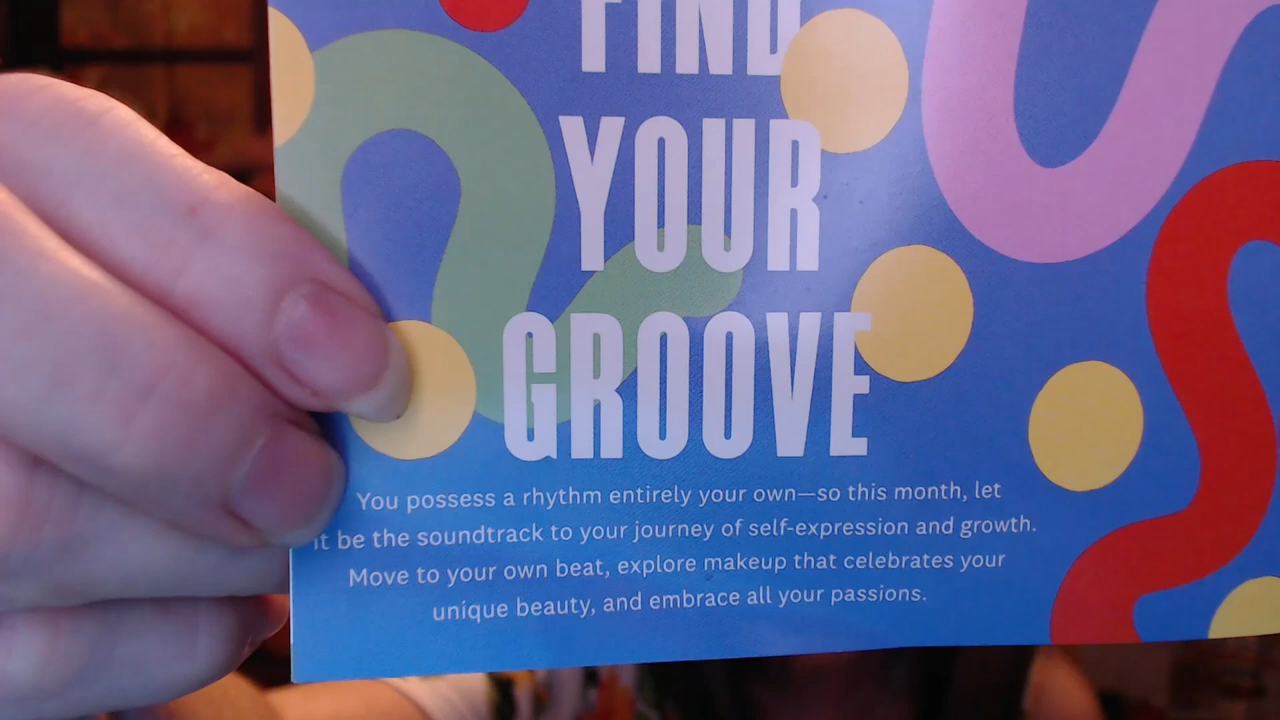 FIND
YOUR
GROOVE
You possess a rhythm entirely your own—so this month, let
it be the soundtrack to your journey of self-expression and growth.
Move to your own beat, explore makeup that celebrates your
unique beauty, and embrace all your passions.